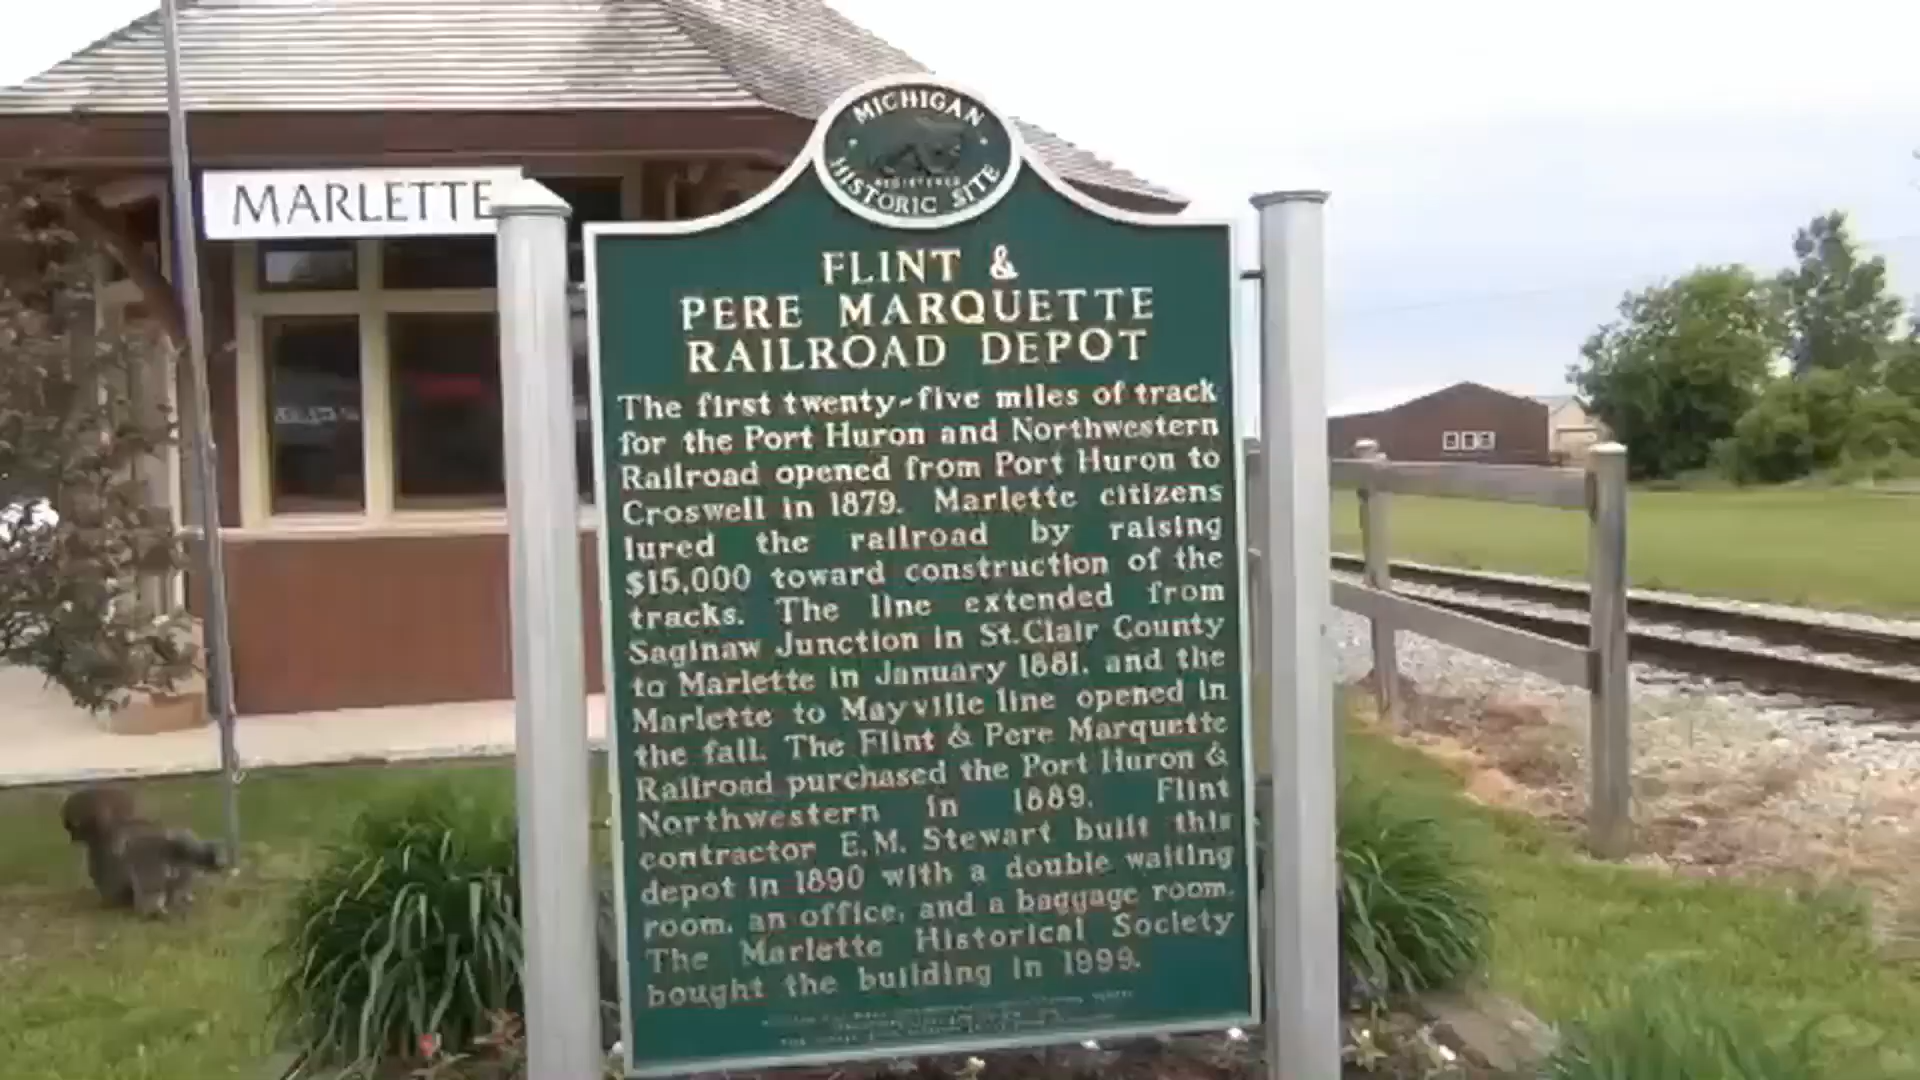 MICHIGAN
REGISTERED
HISTORIC SITE
MARLETTE
FLINT &
PERE MARQUETTE
RAILROAD DEPOT
The first twenty-five miles of track
for the Port Huron and Northwestern
Railroad opened from Port Huron to
Croswell in 1879. Marlette citizens
lured the railroad by raising
$15,000 toward construction of the
tracks. The line extended from
Saginaw Junction in St.Clair County
to Marlette in January 1881, and the
Marlette to Mayville line opened in
the fall. The Flint & Pere Marquette
Railroad purchased the Port Huron &
Northwestern in 1889. Flint
contractor E.M. Stewart built this
depot in 1890 with a double waiting
room, an office, and a baggage room.
The Marlette Historical Society
bought the building in 1999.